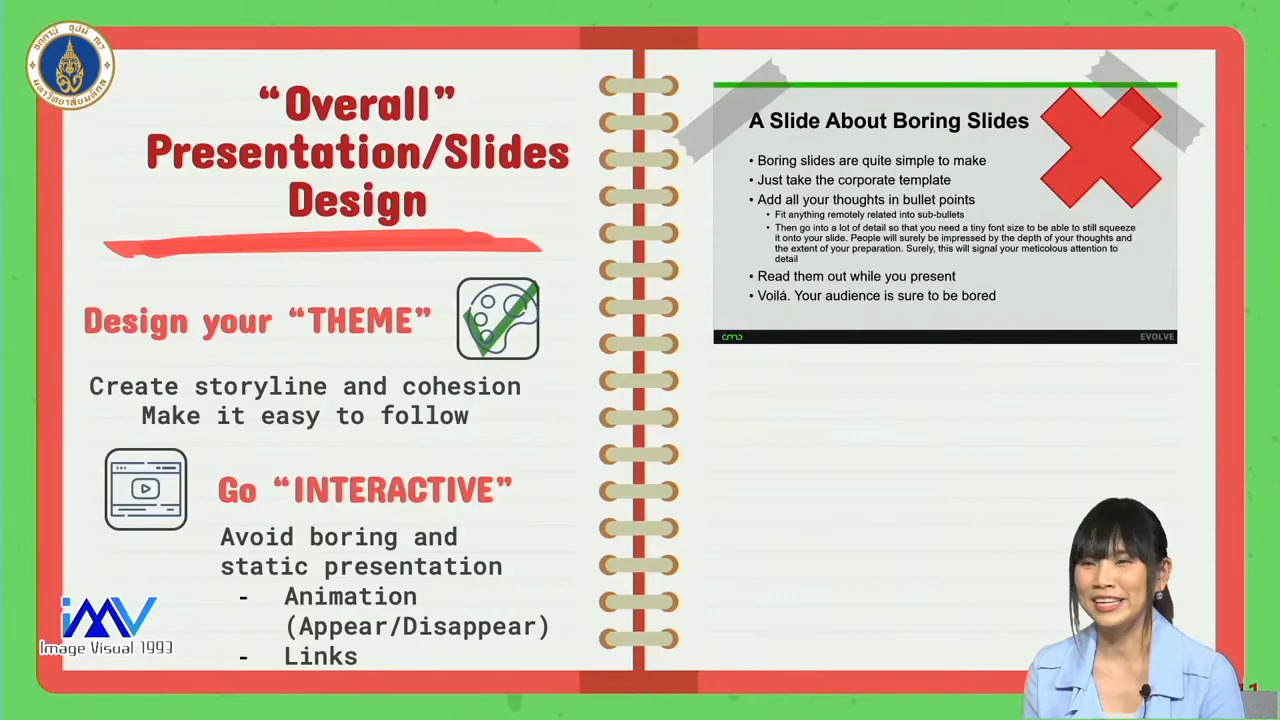 “Overall”
Presentation/Slides
Design
Design your “THEME”
Create storyline and cohesion
Make it easy to follow
Go “INTERACTIVE”
Avoid boring and
static presentation
- Animation
(Appear/Disappear)
- Links
iMV
Image Visual 1993
A Slide About Boring Slides
• Boring slides are quite simple to make
• Just take the corporate template
• Add all your thoughts in bullet points
• Fit anything remotely related into sub-bullets
• Then go into a lot of detail so that you need a tiny font size to be able to still squeeze
it onto your slide. People will surely be impressed by the depth of your thoughts and
the extent of your preparation. Surely, this will signal your meticolous attention to
detail
• Read them out while you present
• Voilá. Your audience is sure to be bored
EVOLVE
11